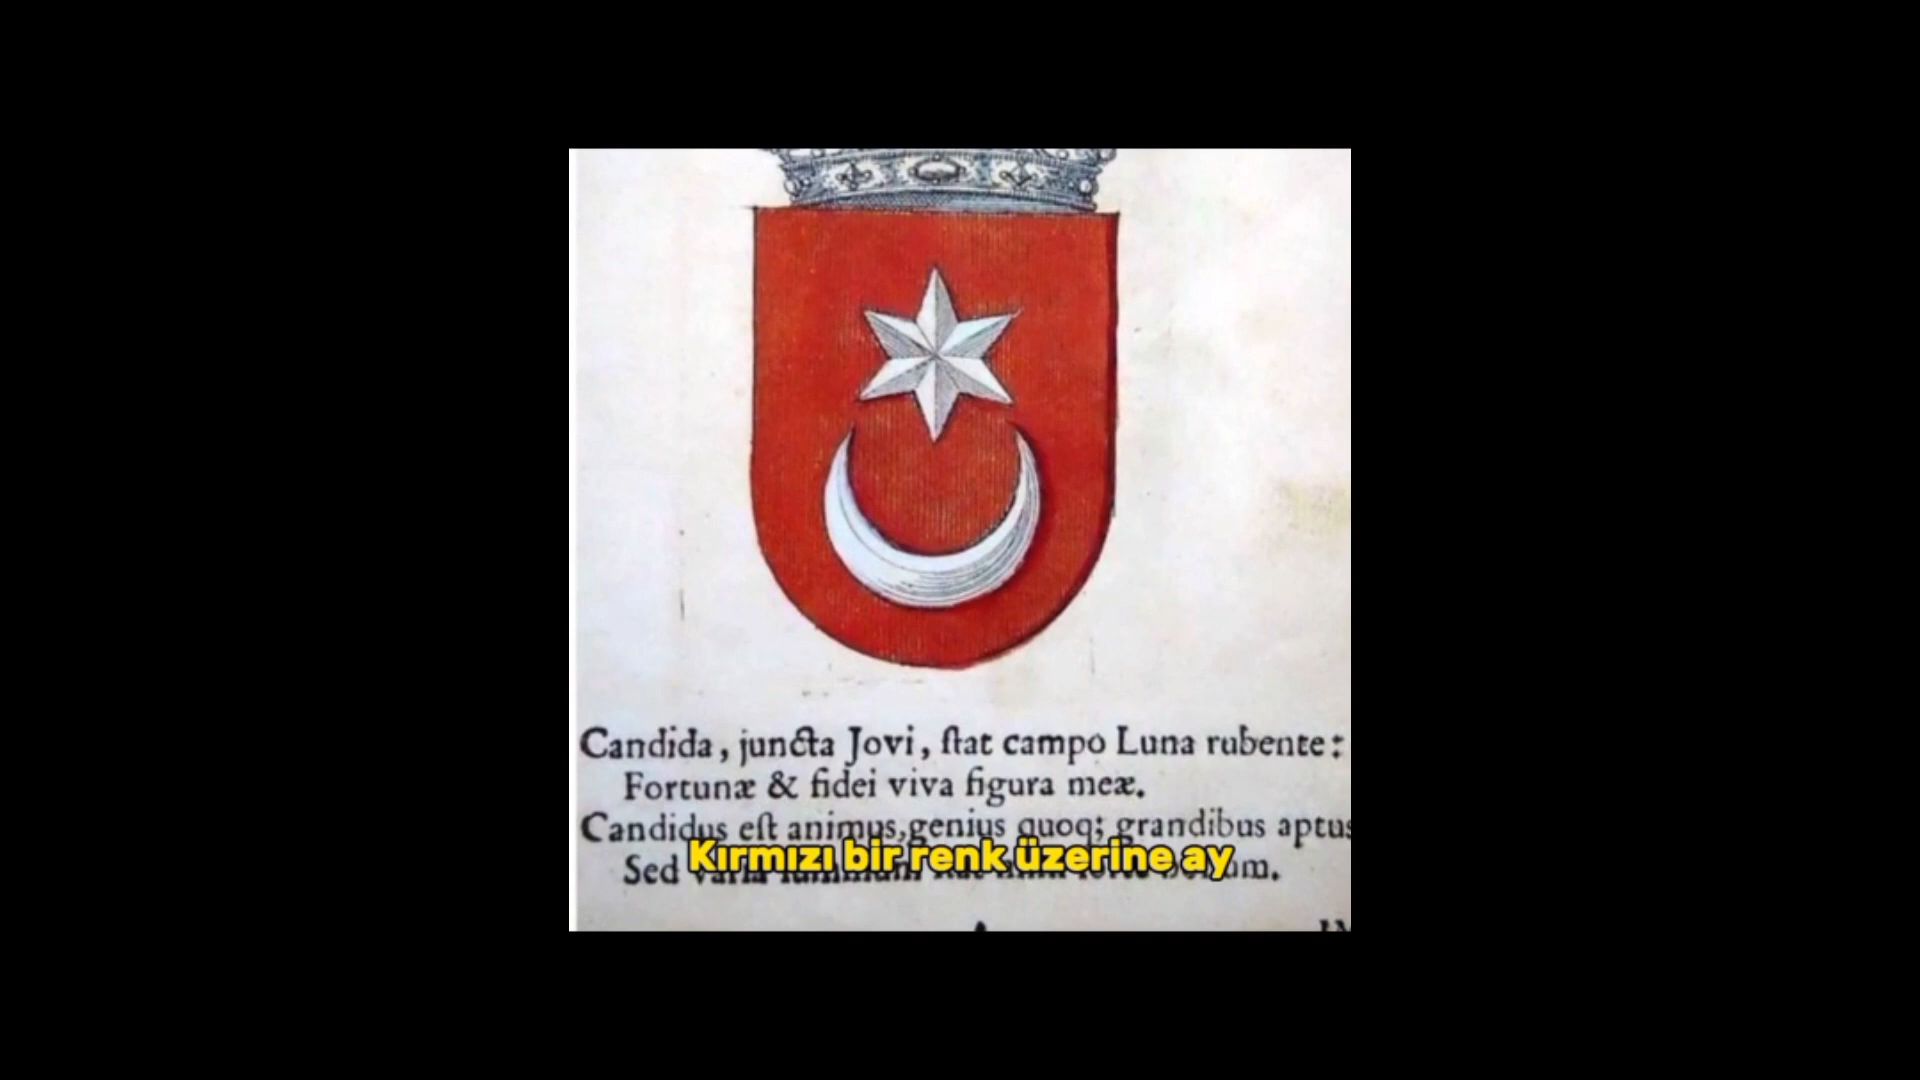 Candida, juncta Jovi, ſtat campo Luna rubente:
Fortunæ & fidei viva figura meæ.
Candidus eſt animus, genius quoq; grandibus aptus
Sed
Kırmızı bir renk üzerine ay